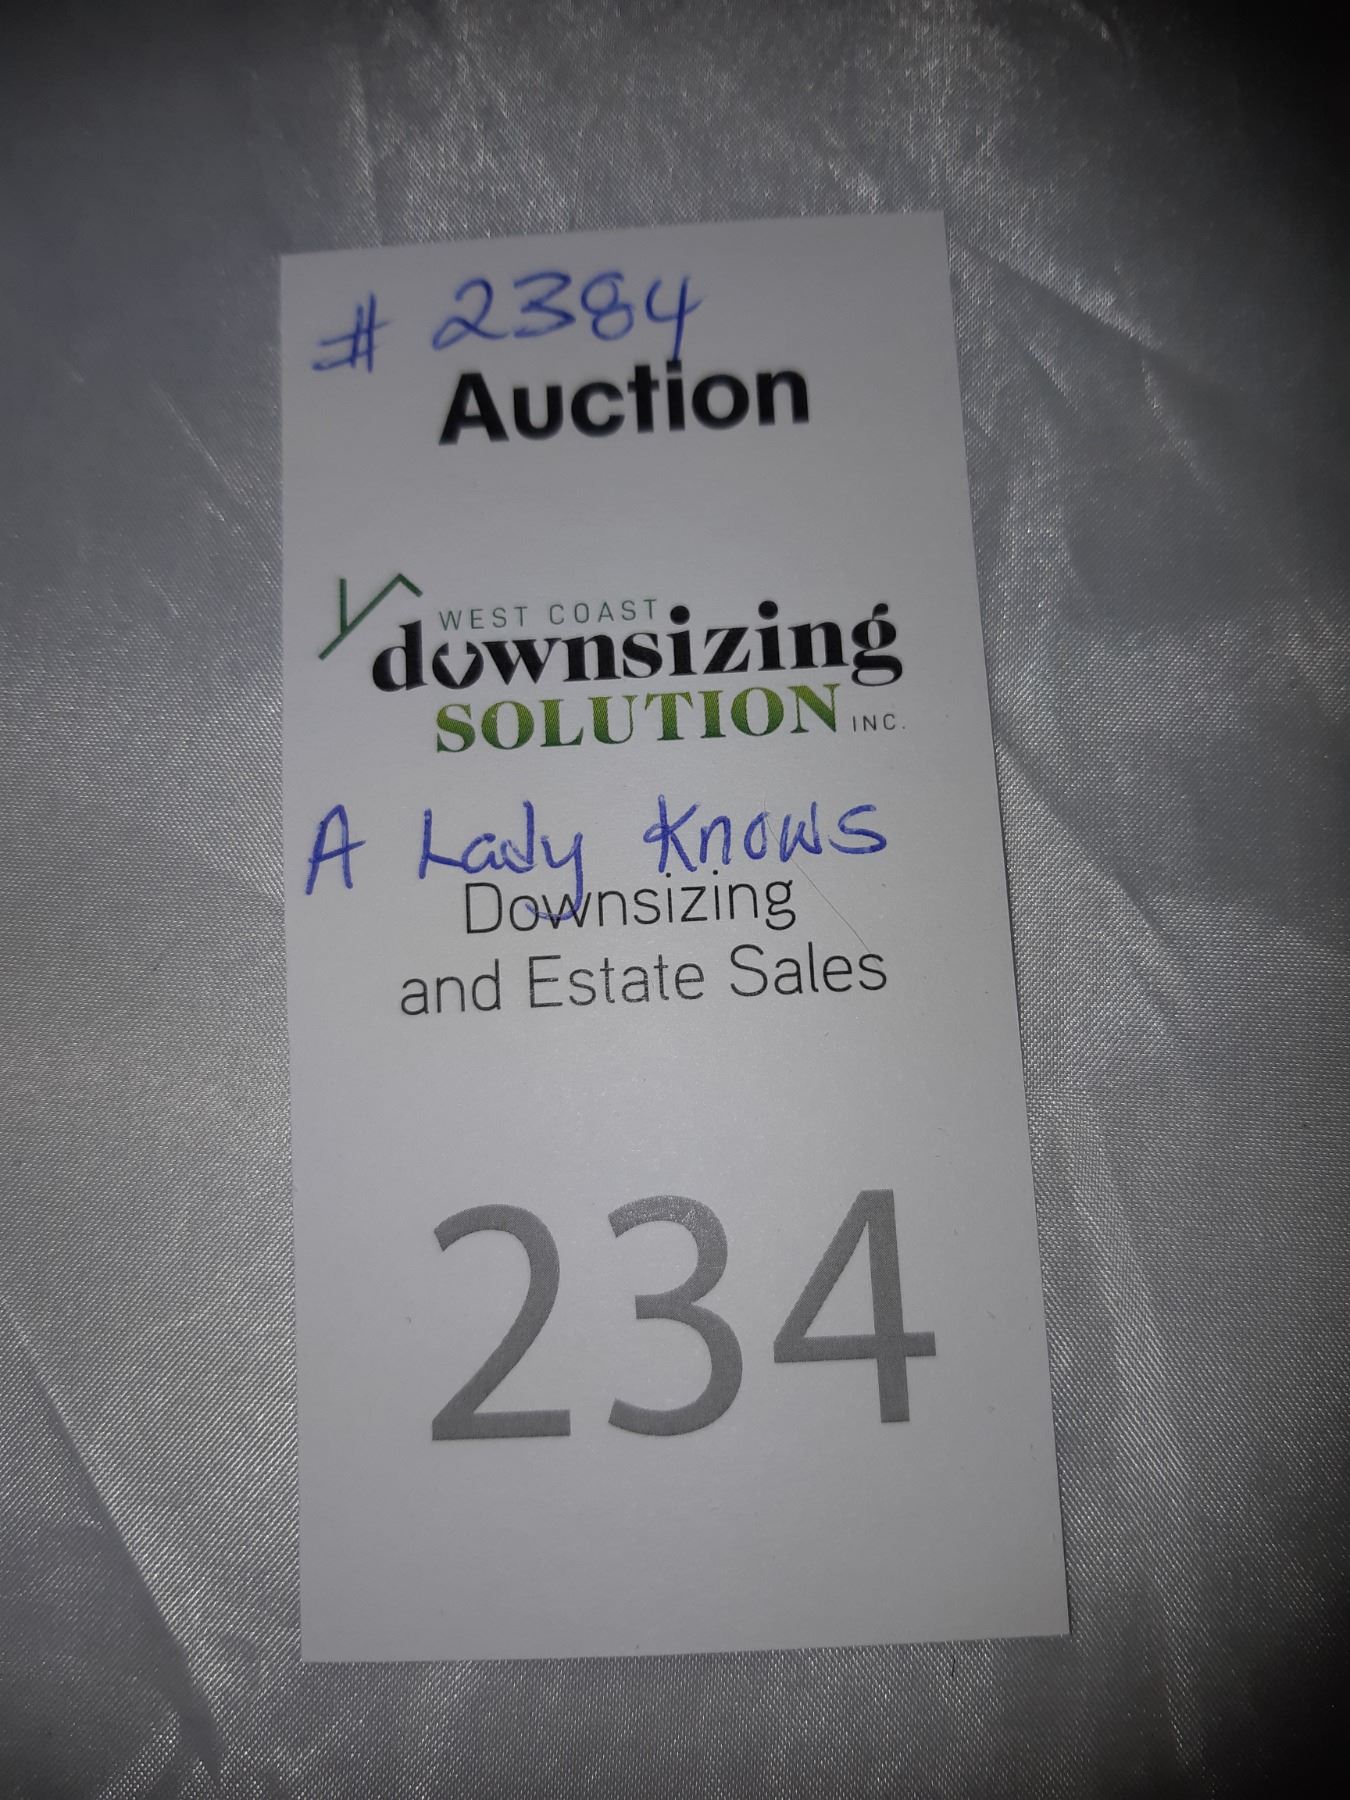 # 2384
Auction
WEST COAST
downsizing
SOLUTION INC.
A Lady Knows
Downsizing
and Estate Sales
234